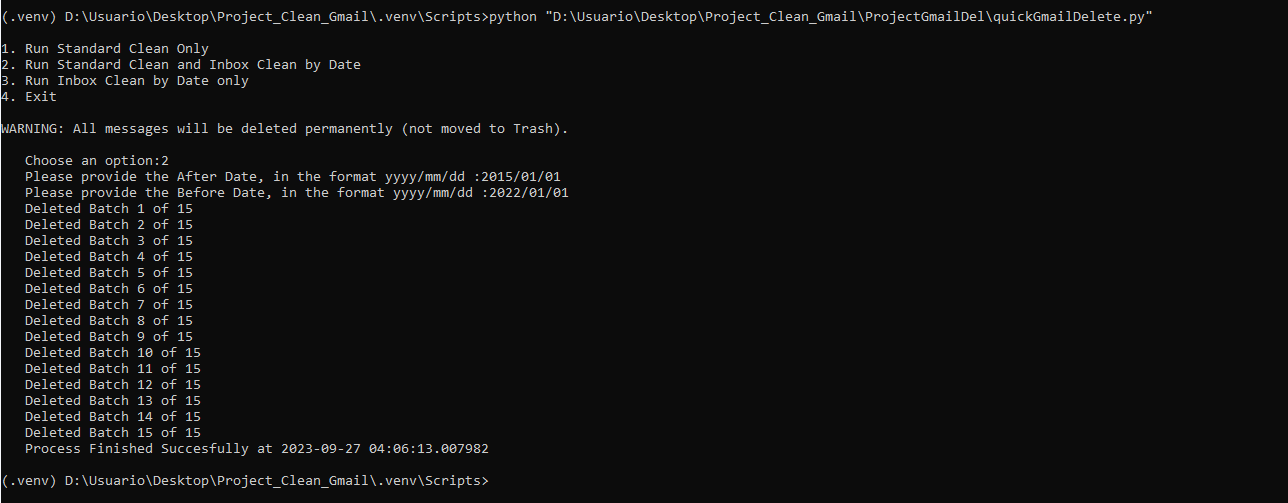 (.venv) D:\Usuario\Desktop\Project_Clean_Gmail\.venv\Scripts>python "D:\Usuario\Desktop\Project_Clean_Gmail\ProjectGmailDel\quickGmailDelete.py"
1. Run Standard Clean Only
2. Run Standard Clean and Inbox Clean by Date
3. Run Inbox Clean by Date only
4. Exit
WARNING: All messages will be deleted permanently (not moved to Trash).
Choose an option:2
Please provide the After Date, in the format yyyy/mm/dd :2015/01/01
Please provide the Before Date, in the format yyyy/mm/dd :2022/01/01
Deleted Batch 1 of 15
Deleted Batch 2 of 15
Deleted Batch 3 of 15
Deleted Batch 4 of 15
Deleted Batch 5 of 15
Deleted Batch 6 of 15
Deleted Batch 7 of 15
Deleted Batch 8 of 15
Deleted Batch 9 of 15
Deleted Batch 10 of 15
Deleted Batch 11 of 15
Deleted Batch 12 of 15
Deleted Batch 13 of 15
Deleted Batch 14 of 15
Deleted Batch 15 of 15
Process Finished Succesfully at 2023-09-27 04:06:13.007982
(.venv) D:\Usuario\Desktop\Project_Clean_Gmail\.venv\Scripts>